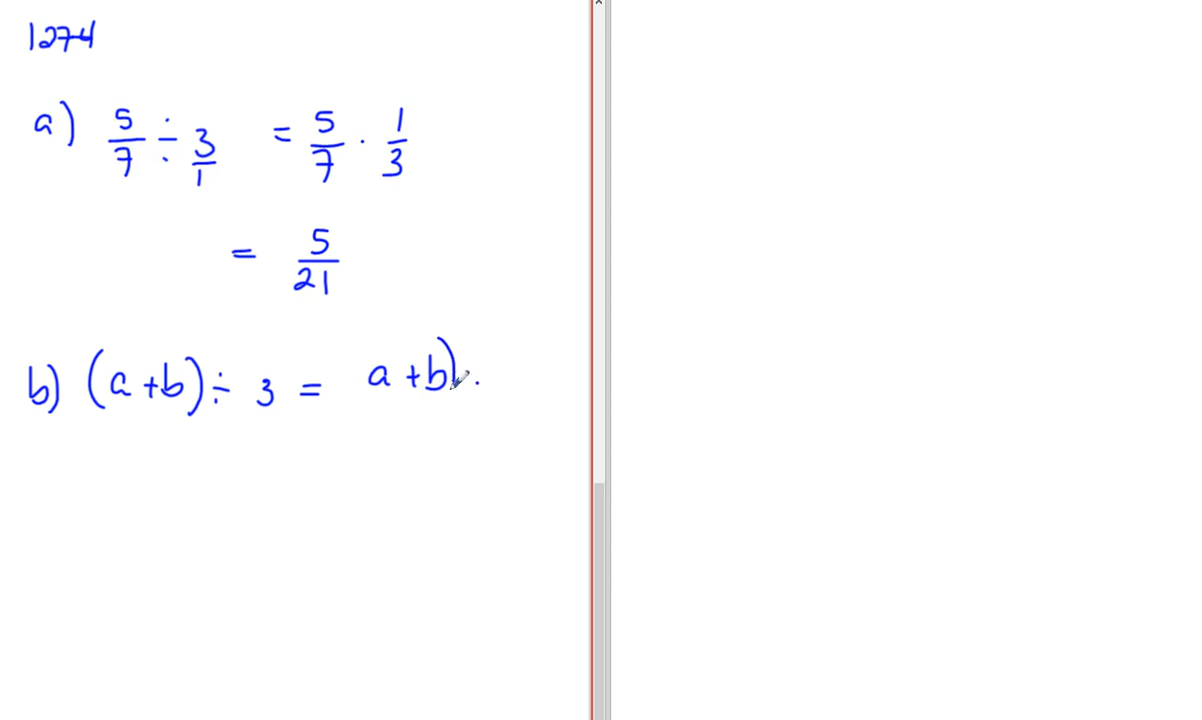 1274
a) 5/7 ÷ 3/1 = 5/7 · 1/3
= 5/21
b) (a+b) ÷ 3 = a+b) .